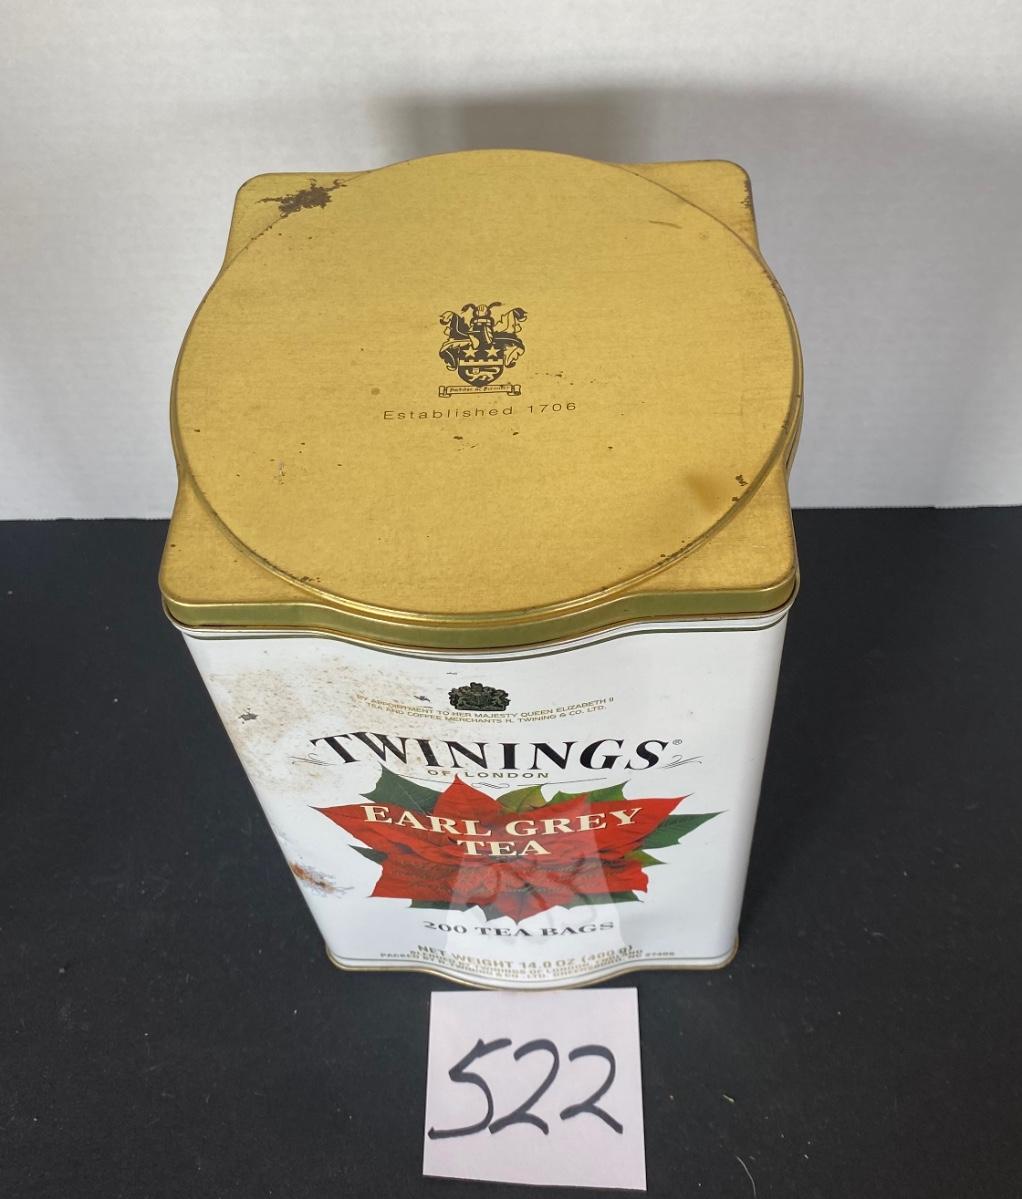 Established 1706
BY APPOINTMENT TO HER MAJESTY QUEEN ELIZABETH II
TEA AND COFFEE MERCHANTS R. TWINING & CO. LTD.
TWININGS®
OF LONDON
EARL GREY
TEA
200 TEA BAGS
NET WEIGHT 14.0 OZ (400 g)
522